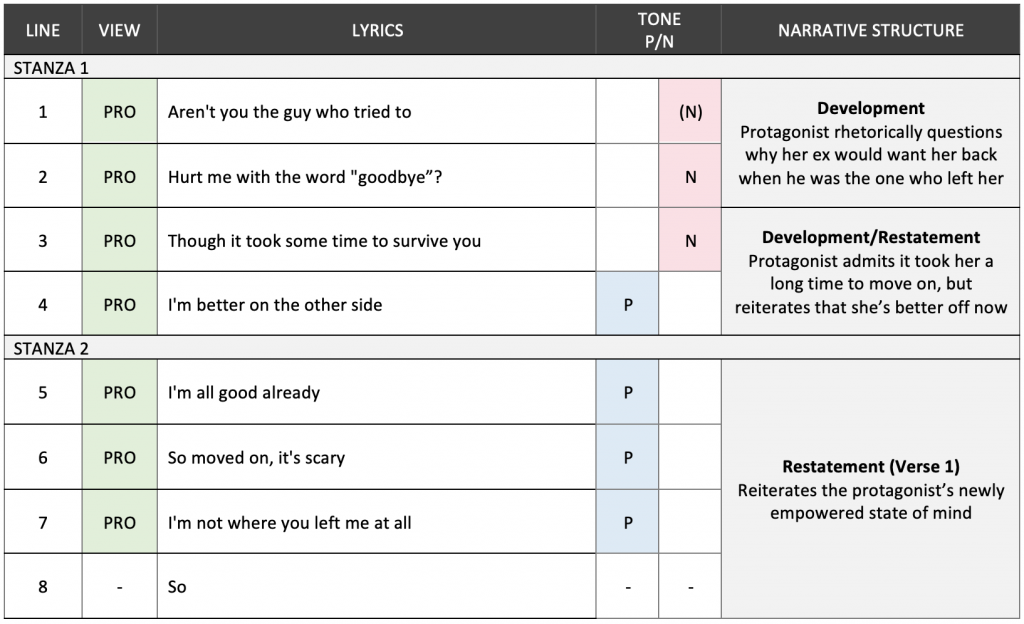 LINE VIEW LYRICS TONE P/N NARRATIVE STRUCTURE
STANZA 1
1 PRO Aren't you the guy who tried to (N)
2 PRO Hurt me with the word "goodbye”? N
Development
Protagonist rhetorically questions
why her ex would want her back
when he was the one who left her
3 PRO Though it took some time to survive you N
4 PRO I'm better on the other side P
Development/Restatement
Protagonist admits it took her a
long time to move on, but
reiterates that she’s better off now
STANZA 2
5 PRO I'm all good already P
6 PRO So moved on, it's scary P
7 PRO I'm not where you left me at all P
8 - So - -
Restatement (Verse 1)
Reiterates the protagonist’s newly
empowered state of mind